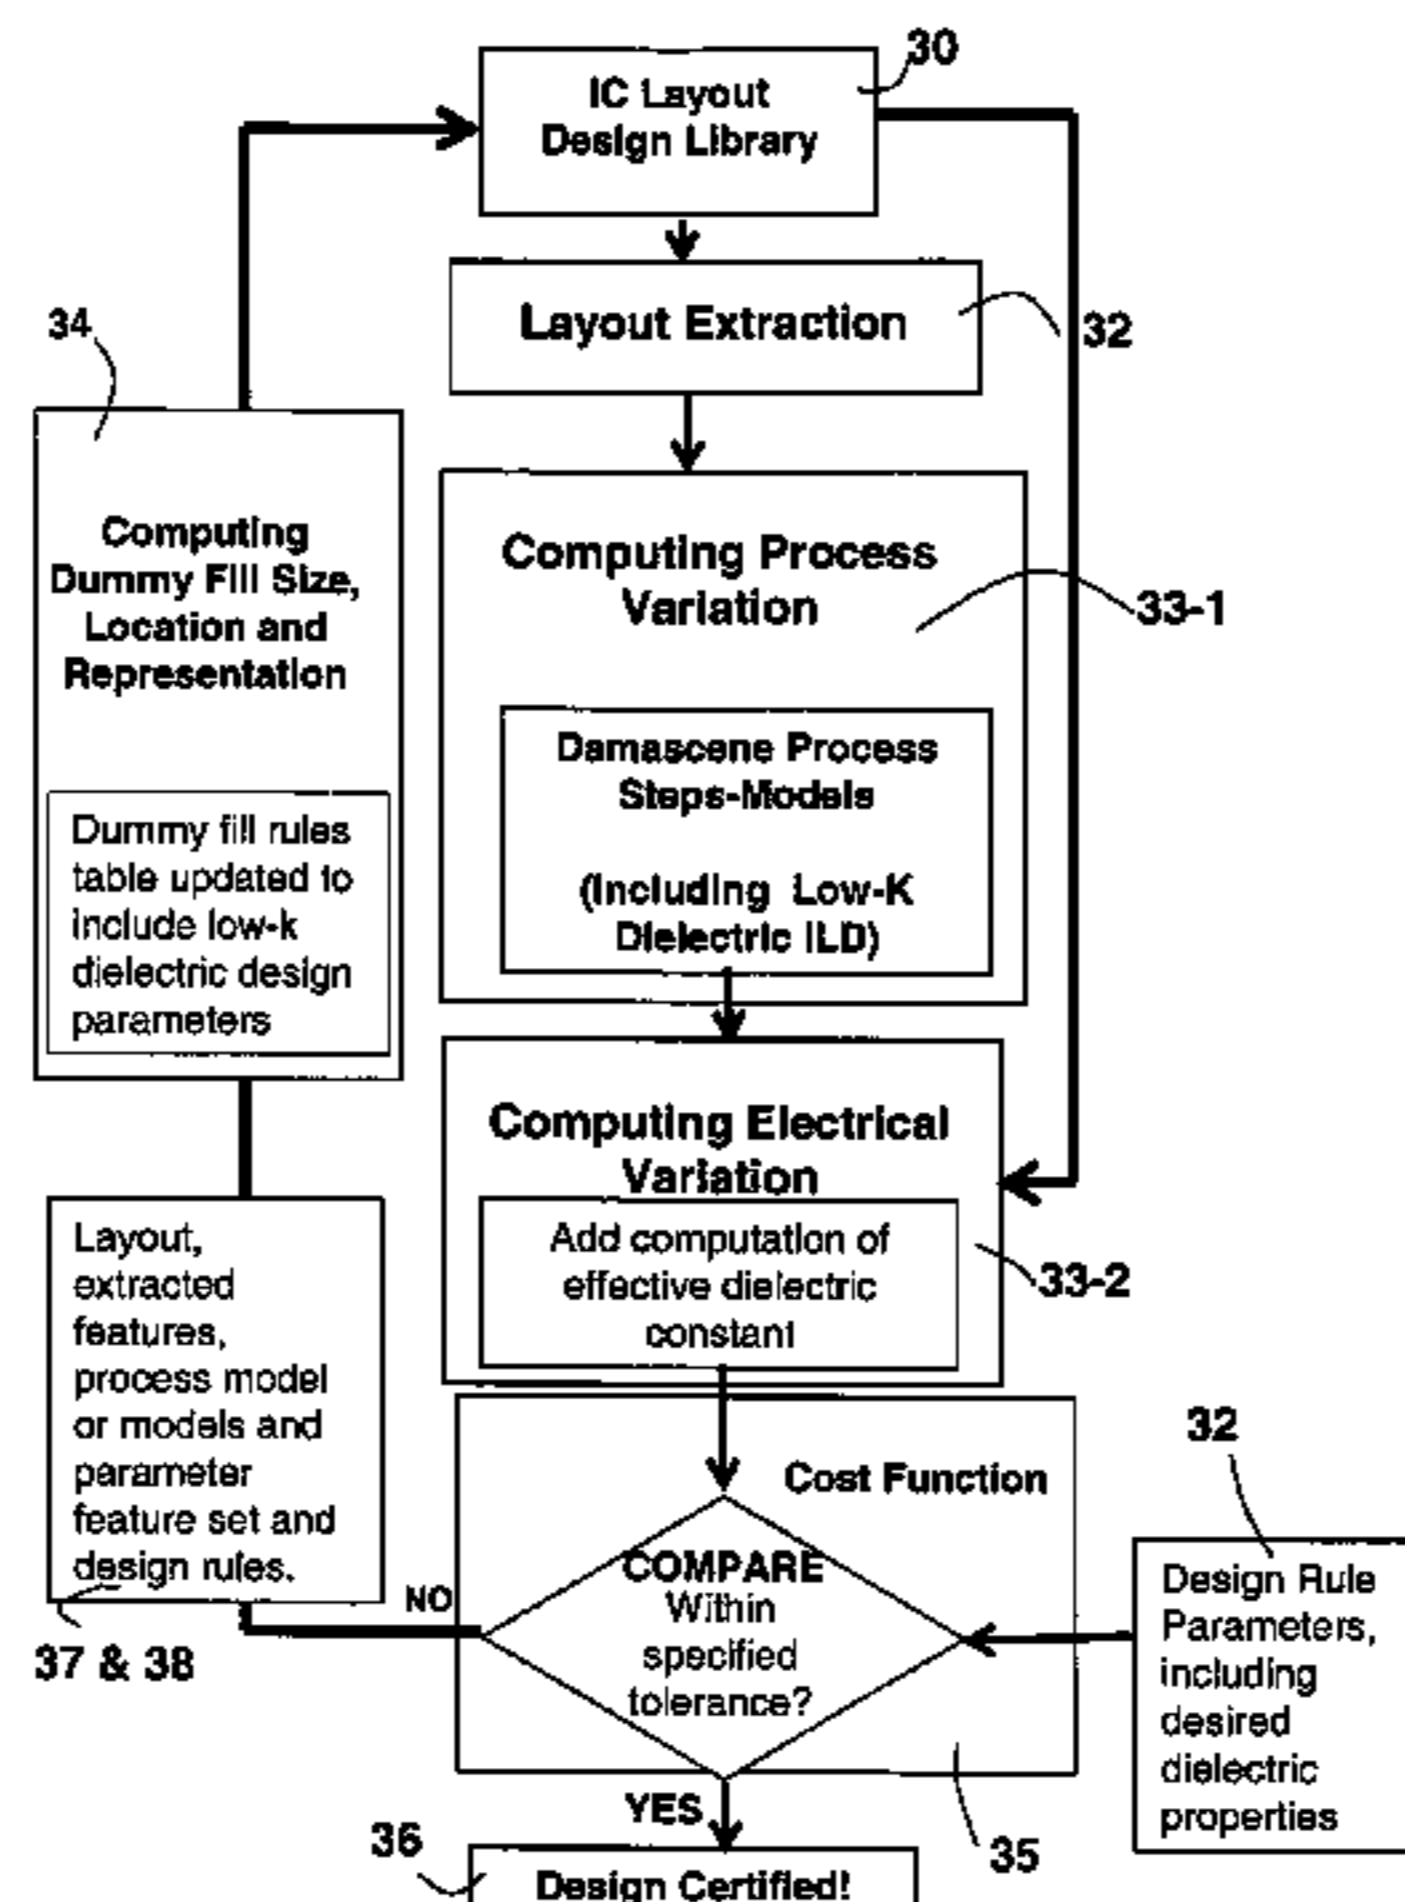 30
IC Layout
Design Library
Layout Extraction
32
34
Computing
Dummy Fill Size,
Location and
Representation
Dummy fill rules
table updated to
include low-k
dielectric design
parameters
Computing Process
Variation
33-1
Damascene Process
Steps-Models
(Including Low-K
Dielectric ILD)
Computing Electrical
Variation
Add computation of
effective dielectric
constant
33-2
Layout,
extracted
features,
process model
or models and
parameter
feature set and
design rules.
37 & 38
NO
Cost Function
COMPARE
Within
specified
tolerance?
32
Design Rule
Parameters,
including
desired
dielectric
properties
35
YES
36
Design Certified!